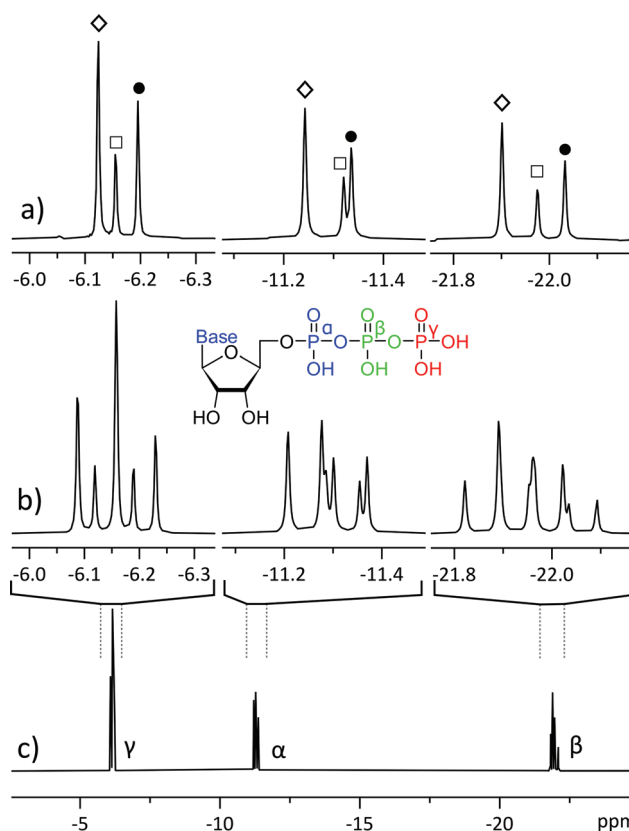 ◇ □ ● ◇ □ ● ◇ □ ●
a)
-6.0 -6.1 -6.2 -6.3 -11.2 -11.4 -21.8 -22.0
Base O O α O β O γ
O O P O P O P OH
OH OH OH
HO OH
b)
-6.0 -6.1 -6.2 -6.3 -11.2 -11.4 -21.8 -22.0
c) γ α β
-5 -10 -15 -20 ppm